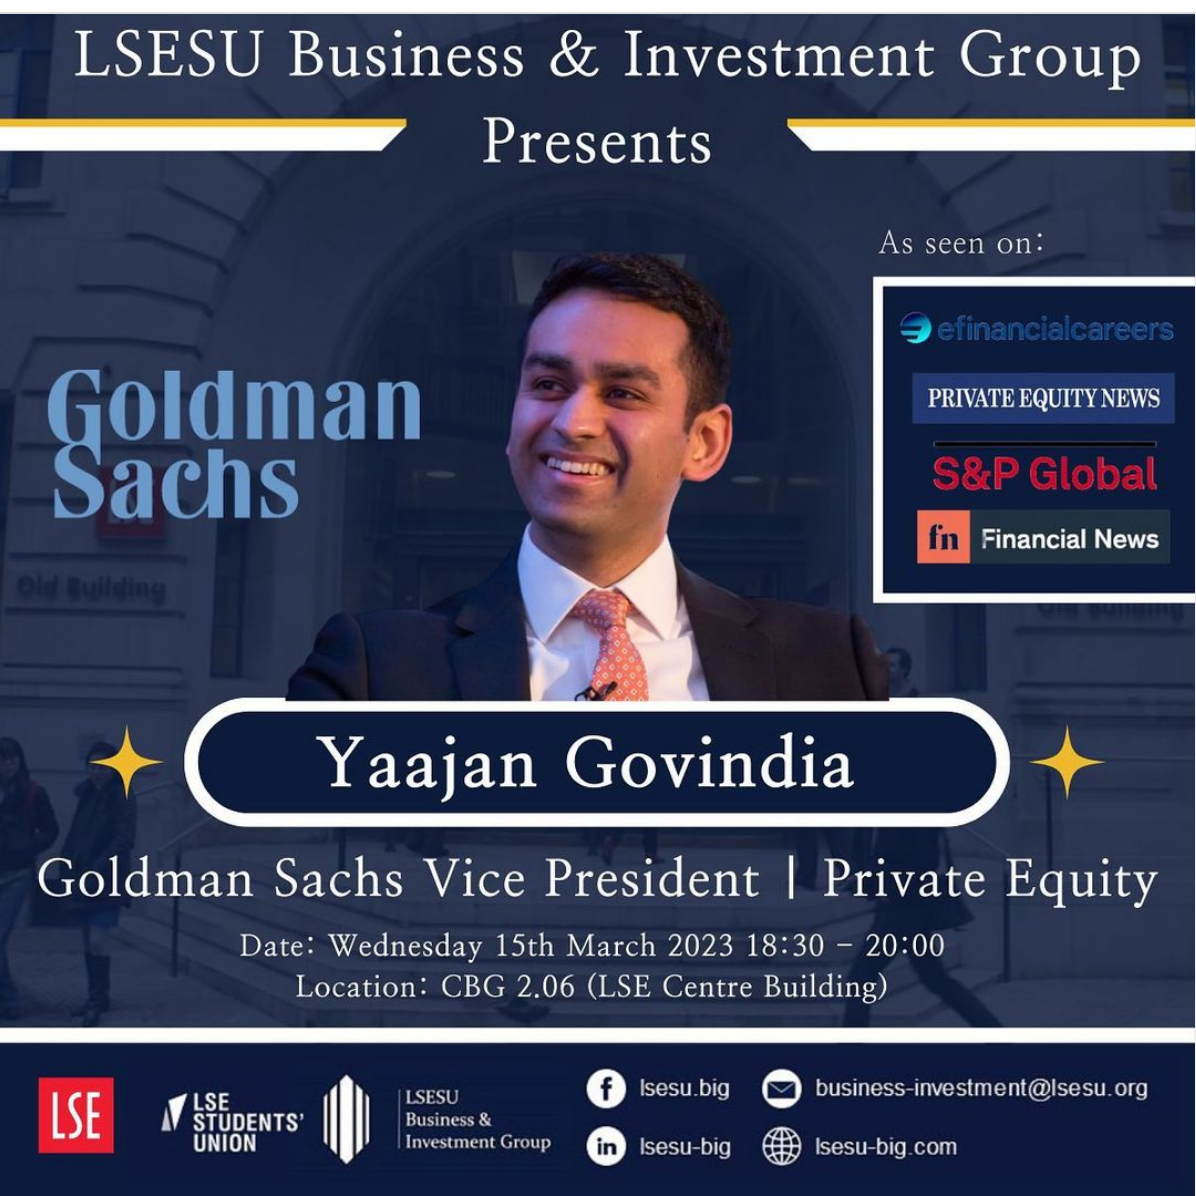 LSESU Business & Investment Group
Presents
As seen on:
efinancialcareers
PRIVATE EQUITY NEWS
S&P Global
fn Financial News
Goldman
Sachs
Old Building
Old Building
Yaajan Govindia
Goldman Sachs Vice President | Private Equity
Date: Wednesday 15th March 2023 18:30 - 20:00
Location: CBG 2.06 (LSE Centre Building)
LSE
LSE
STUDENTS'
UNION
LSESU
Business &
Investment Group
lsesu.big
business-investment@lsesu.org
lsesu-big
lsesu-big.com